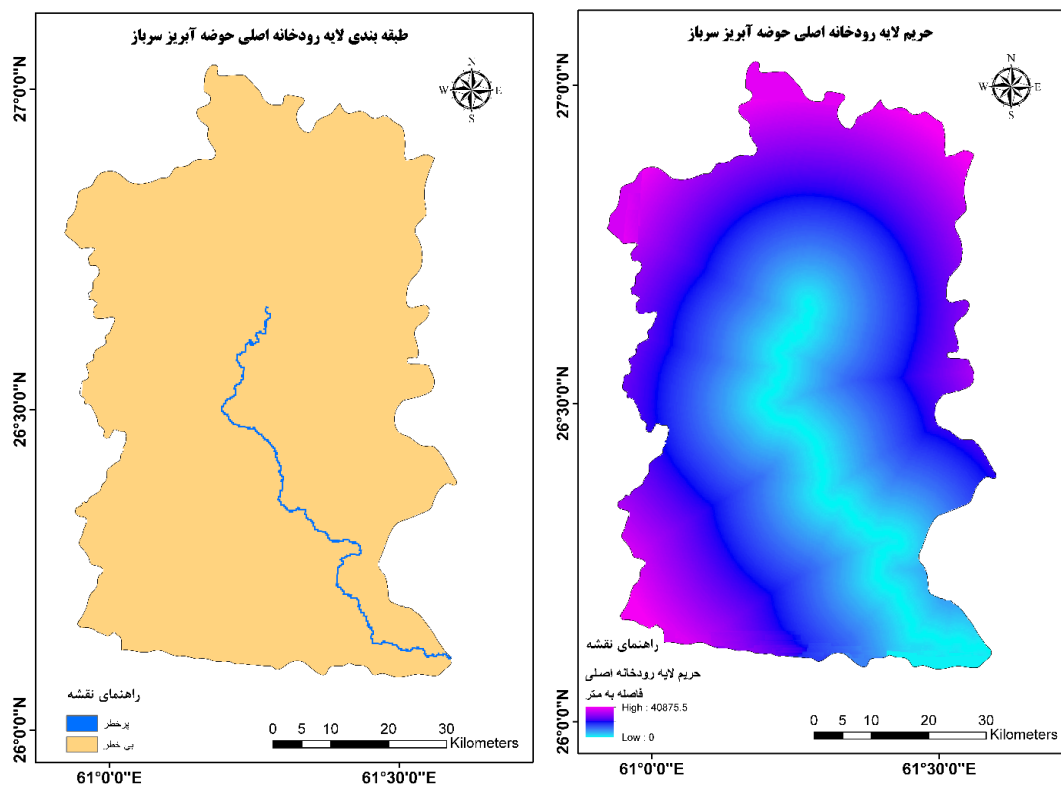 طبقه بندی لایه رودخانه اصلی حوضه آبریز سرباز
N
W E
S
27°0'0"N
26°30'0"N
26°0'0"N
راهنمای نقشه
پرخطر
بی خطر
0 5 10 20 30
Kilometers
61°0'0"E 61°30'0"E
حریم لایه رودخانه اصلی حوضه آبریز سرباز
N
W E
S
27°0'0"N
26°30'0"N
26°0'0"N
راهنمای نقشه
حریم لایه رودخانه اصلی
فاصله به متر
High : 40875.5
Low : 0
0 5 10 20 30
Kilometers
61°0'0"E 61°30'0"E